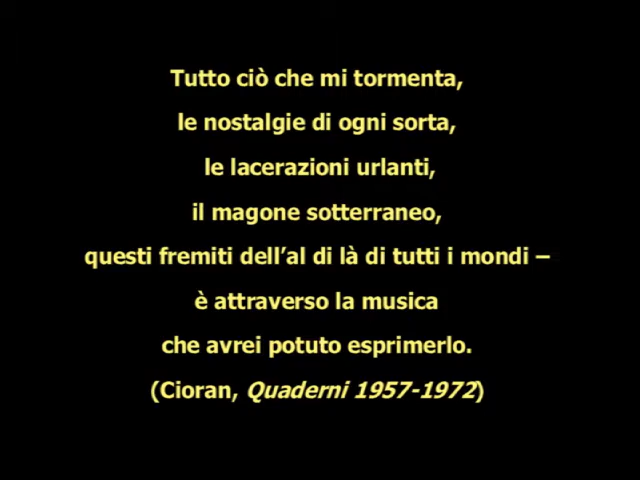 Tutto ciò che mi tormenta,
le nostalgie di ogni sorta,
le lacerazioni urlanti,
il magone sotterraneo,
questi fremiti dell’al di là di tutti i mondi –
è attraverso la musica
che avrei potuto esprimerlo.
(Cioran, Quaderni 1957-1972)